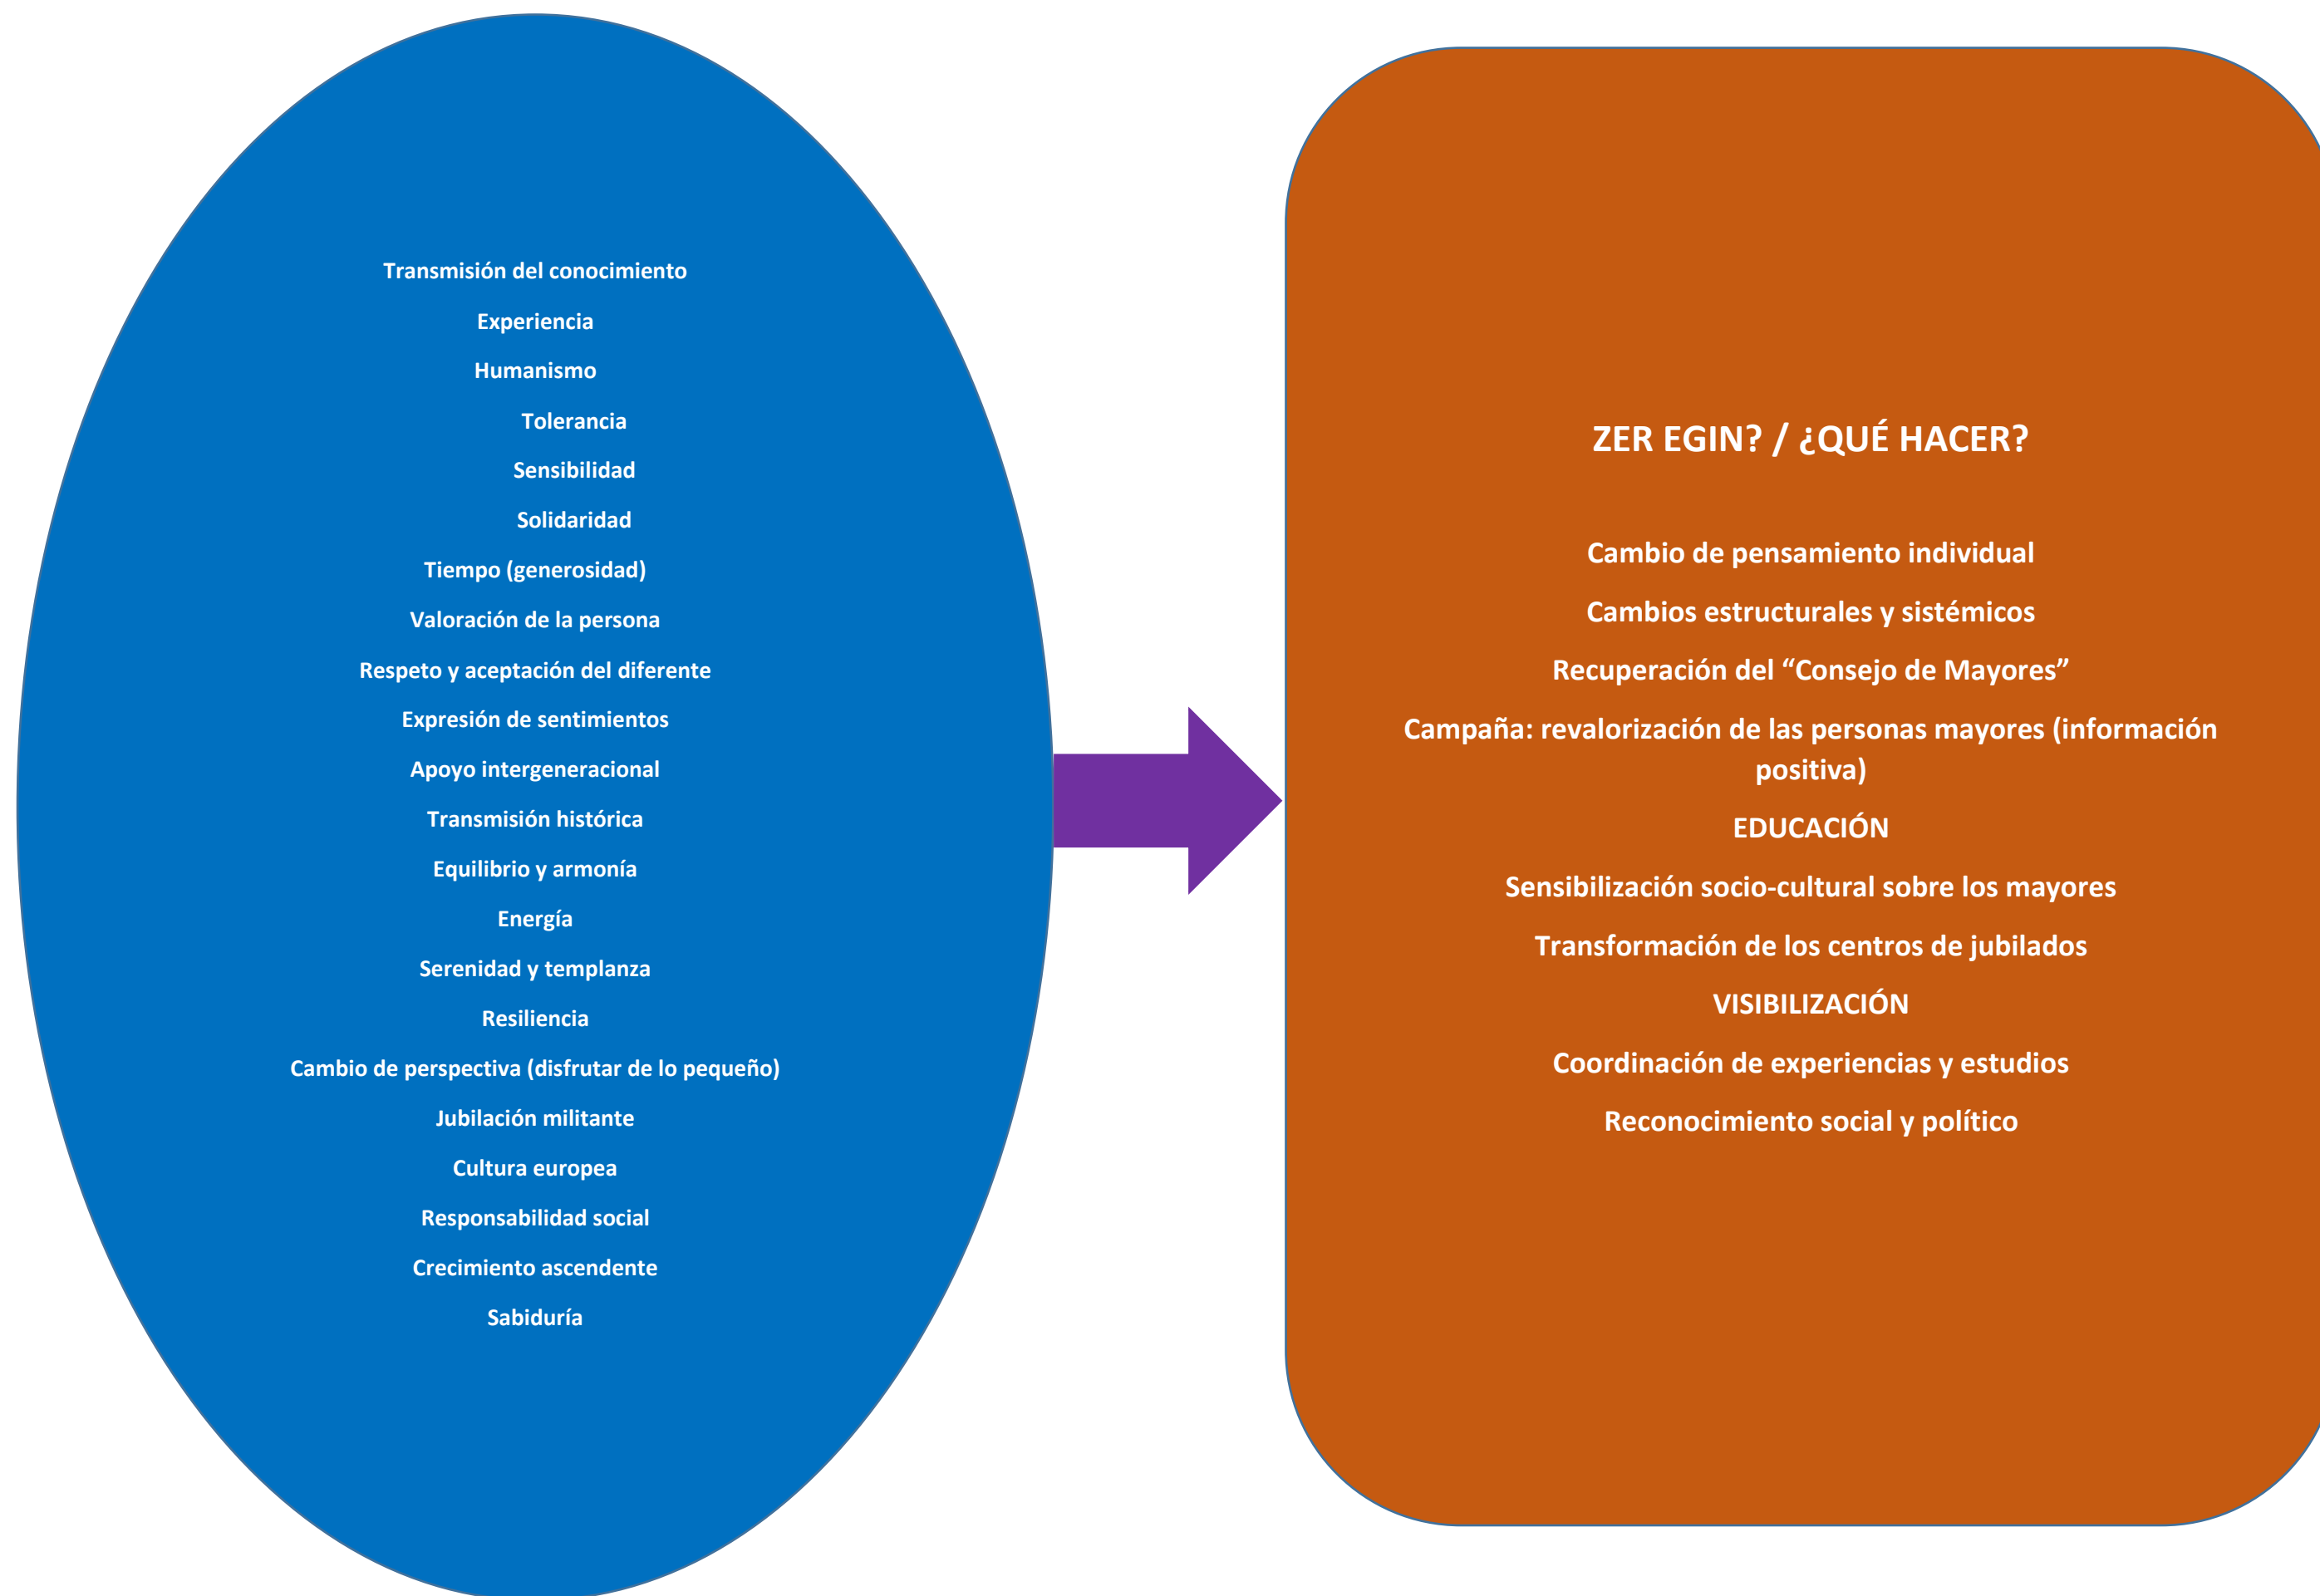 Transmisión del conocimiento
Experiencia
Humanismo
Tolerancia
Sensibilidad
Solidaridad
Tiempo (generosidad)
Valoración de la persona
Respeto y aceptación del diferente
Expresión de sentimientos
Apoyo intergeneracional
Transmisión histórica
Equilibrio y armonía
Energía
Serenidad y templanza
Resiliencia
Cambio de perspectiva (disfrutar de lo pequeño)
Jubilación militante
Cultura europea
Responsabilidad social
Crecimiento ascendente
Sabiduría
ZER EGIN? / ¿QUÉ HACER?
Cambio de pensamiento individual
Cambios estructurales y sistémicos
Recuperación del “Consejo de Mayores”
Campaña: revalorización de las personas mayores (información
positiva)
EDUCACIÓN
Sensibilización socio-cultural sobre los mayores
Transformación de los centros de jubilados
VISIBILIZACIÓN
Coordinación de experiencias y estudios
Reconocimiento social y político